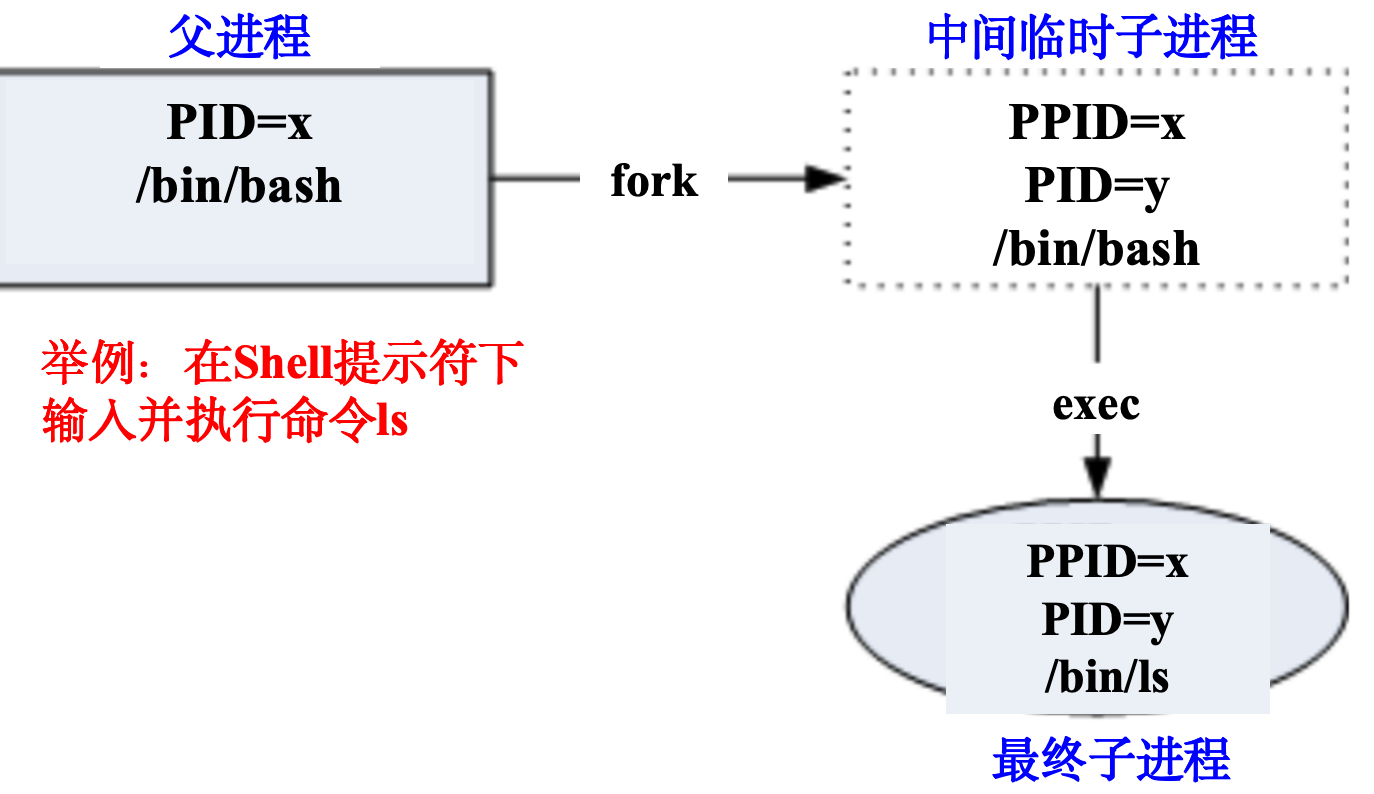 父进程
PID=x
/bin/bash
fork
中间临时子进程
PPID=x
PID=y
/bin/bash
举例：在Shell提示符下
输入并执行命令ls
exec
PPID=x
PID=y
/bin/ls
最终子进程